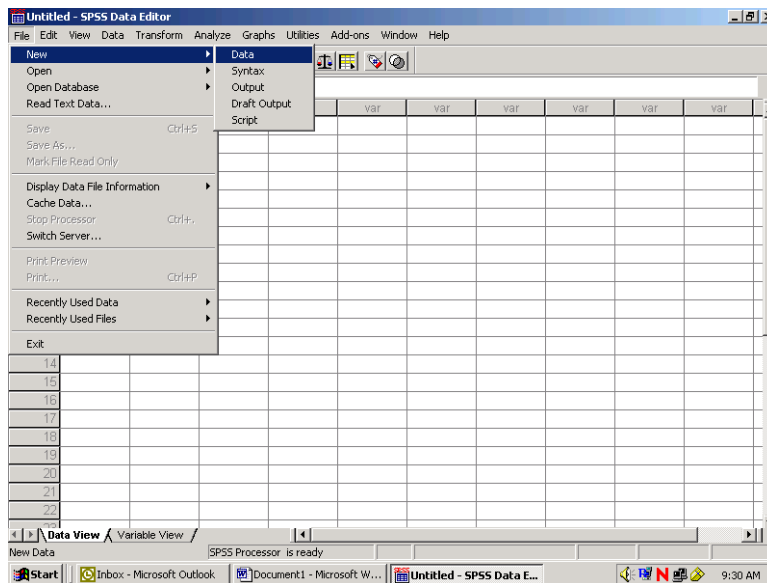 Untitled - SPSS Data Editor
File Edit View Data Transform Analyze Graphs Utilities Add-ons Window Help
New
Open
Open Database
Read Text Data...
Save Ctrl+S
Save As...
Mark File Read Only
Display Data File Information
Cache Data...
Stop Processor Ctrl+.
Switch Server...
Print Preview
Print... Ctrl+P
Recently Used Data
Recently Used Files
Exit
Data
Syntax
Output
Draft Output
Script
var var var var var var
14
15
16
17
18
19
20
21
22
Data View Variable View
New Data SPSS Processor is ready
Start Inbox - Microsoft Outlook Document1 - Microsoft W... Untitled - SPSS Data E... N 9:30 AM